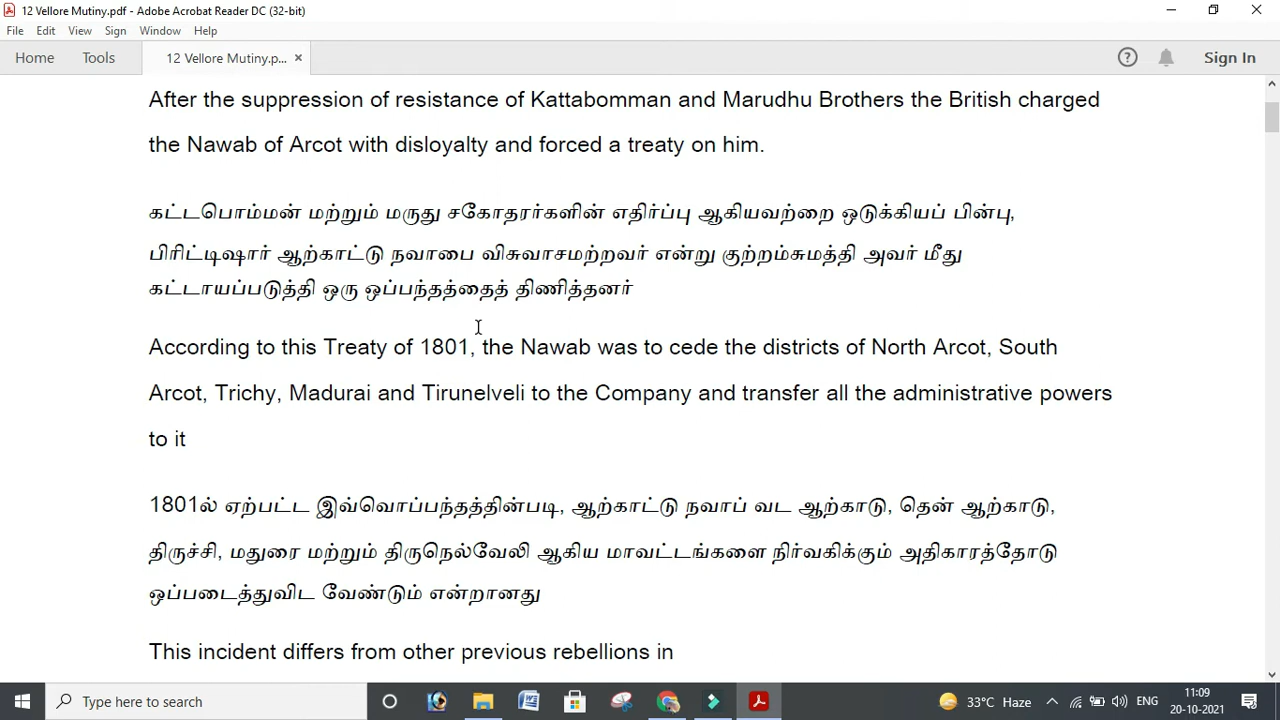 12 Vellore Mutiny.pdf - Adobe Acrobat Reader DC (32-bit)
File Edit View Sign Window Help
Home Tools 12 Vellore Mutiny.p... Sign In
After the suppression of resistance of Kattabomman and Marudhu Brothers the British charged
the Nawab of Arcot with disloyalty and forced a treaty on him.
கட்டபொம்மன் மற்றும் மருது சகோதரர்களின் எதிர்ப்பு ஆகியவற்றை ஒடுக்கியப் பின்பு,
பிரிட்டிஷார் ஆற்காட்டு நவாபை விசுவாசமற்றவர் என்று குற்றம்சுமத்தி அவர் மீது
கட்டாயப்படுத்தி ஒரு ஒப்பந்தத்தைத் திணித்தனர்
According to this Treaty of 1801, the Nawab was to cede the districts of North Arcot, South
Arcot, Trichy, Madurai and Tirunelveli to the Company and transfer all the administrative powers
to it
1801ல் ஏற்பட்ட இவ்வொப்பந்தத்தின்படி, ஆற்காட்டு நவாப் வட ஆற்காடு, தென் ஆற்காடு,
திருச்சி, மதுரை மற்றும் திருநெல்வேலி ஆகிய மாவட்டங்களை நிர்வகிக்கும் அதிகாரத்தோடு
ஒப்படைத்துவிட வேண்டும் என்றானது
This incident differs from other previous rebellions in
Type here to search 33°C Haze ENG 11:09
20-10-2021